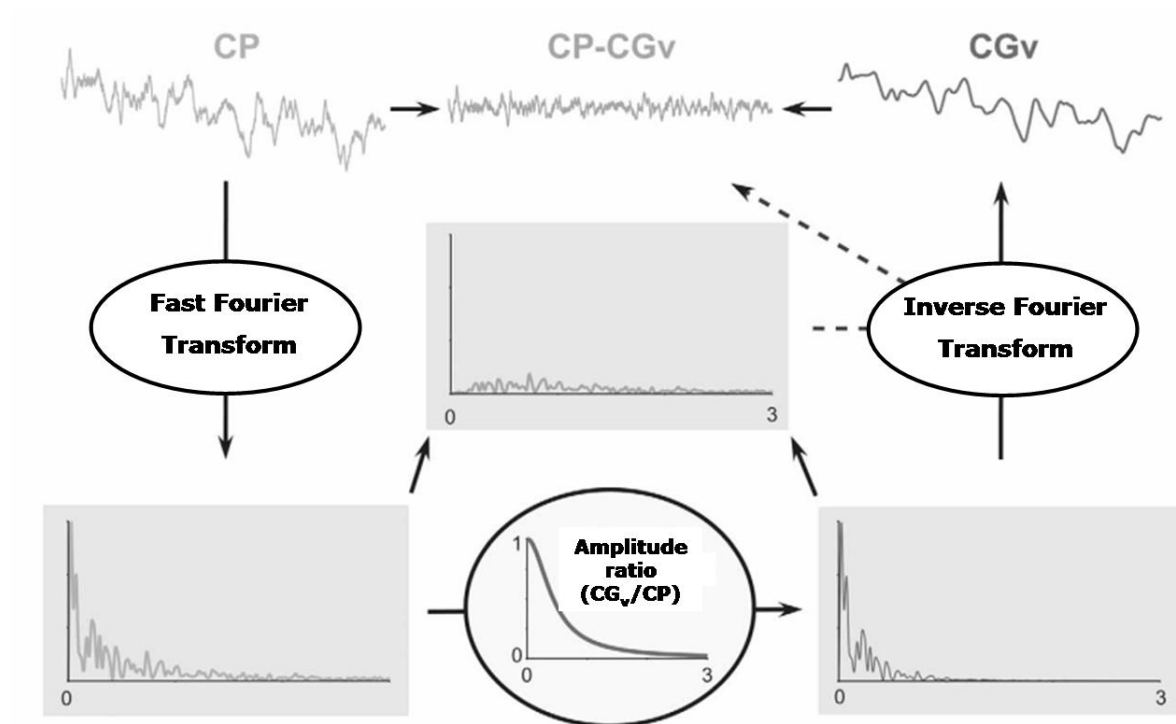 CP
CP-CGv
CGv
Fast Fourier
Transform
Inverse Fourier
Transform
0
3
1
Amplitude
ratio
(CGv/CP)
0
0
3
0
0
3